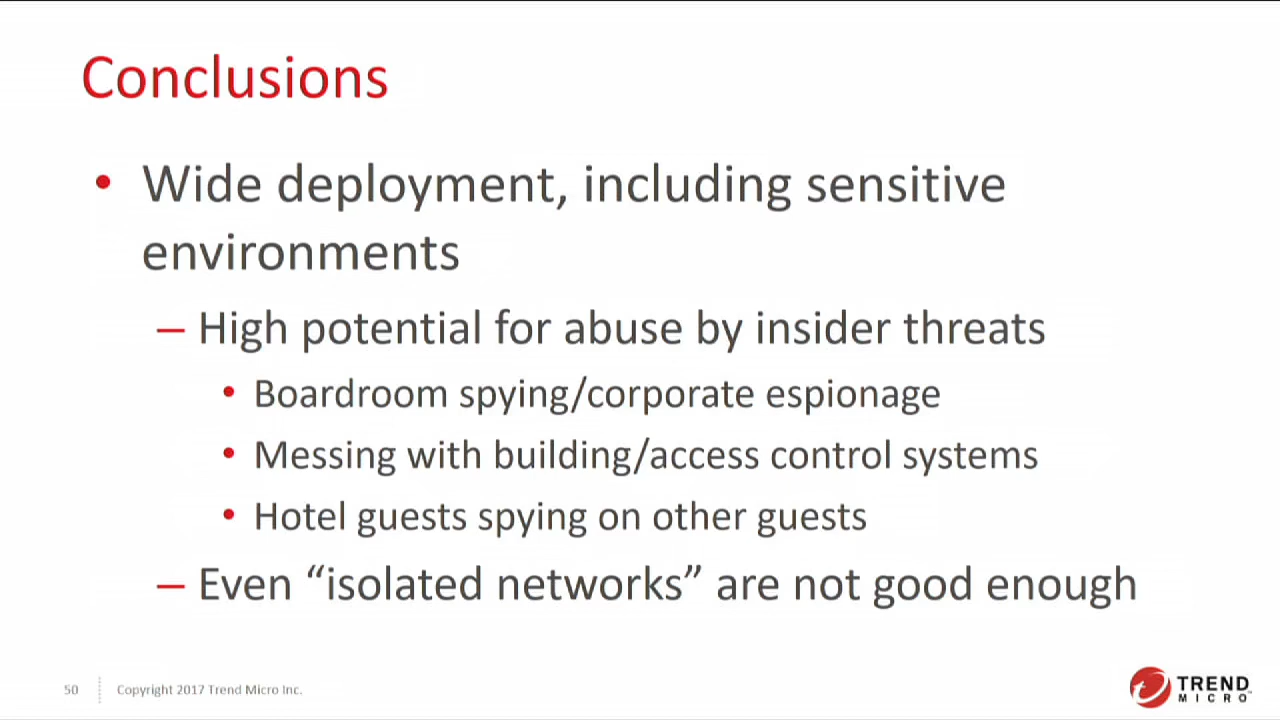 Conclusions
• Wide deployment, including sensitive
environments
– High potential for abuse by insider threats
• Boardroom spying/corporate espionage
• Messing with building/access control systems
• Hotel guests spying on other guests
– Even “isolated networks” are not good enough
50
Copyright 2017 Trend Micro Inc.
TREND
MICRO